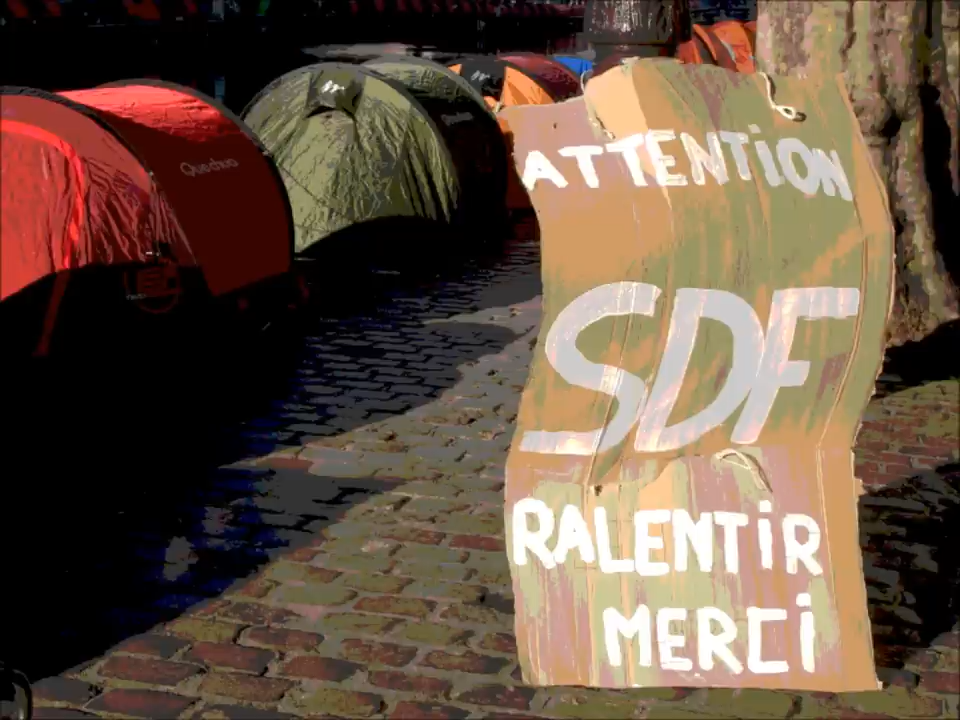 Quechua
ATTENTiON
SDF
RALENTiR
MERCi